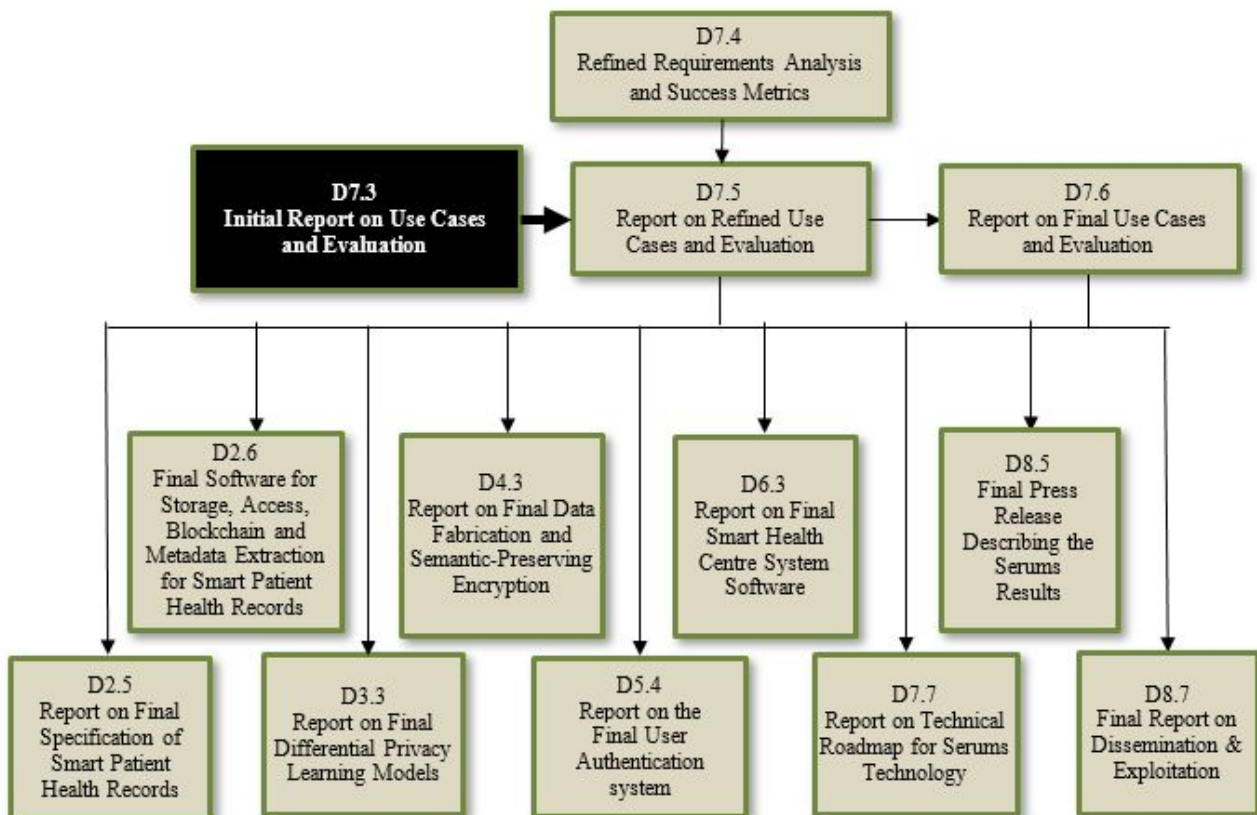 D7.4
Refined Requirements Analysis
and Success Metrics
D7.3
Initial Report on Use Cases
and Evaluation
D7.5
Report on Refined Use
Cases and Evaluation
D7.6
Report on Final Use Cases
and Evaluation
D2.6
Final Software for
Storage, Access,
Blockchain and
Metadata Extraction
for Smart Patient
Health Records
D4.3
Report on Final Data
Fabrication and
Semantic-Preserving
Encryption
D6.3
Report on Final
Smart Health
Centre System
Software
D8.5
Final Press
Release
Describing the
Serums
Results
D2.5
Report on Final
Specification of
Smart Patient
Health Records
D3.3
Report on Final
Differential Privacy
Learning Models
D5.4
Report on the
Final User
Authentication
system
D7.7
Report on Technical
Roadmap for Serums
Technology
D8.7
Final Report on
Dissemination &
Exploitation